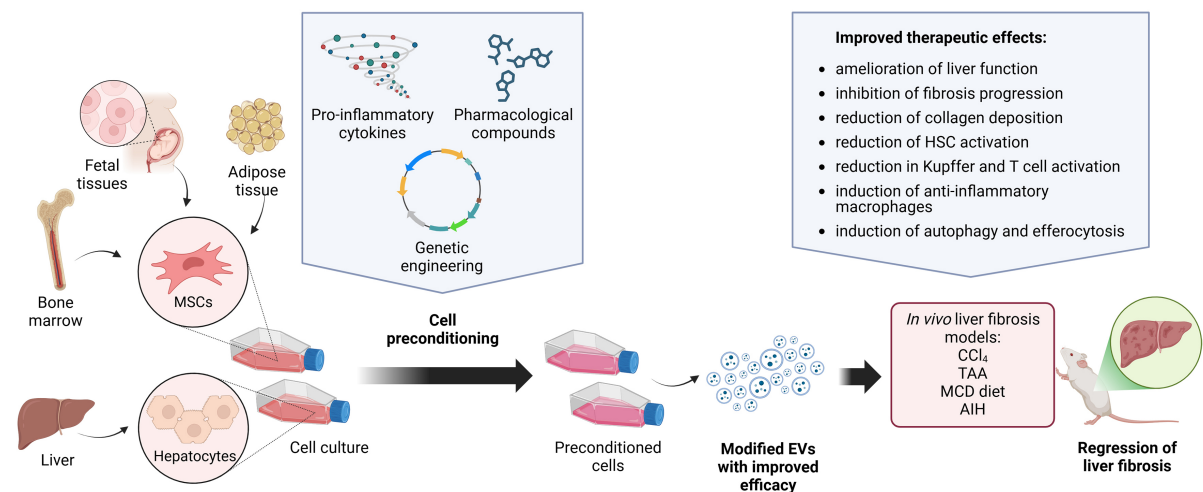 Fetal
tissues
Adipose
tissue
Bone
marrow
MSCs
Liver
Hepatocytes
Cell culture
Pro-inflammatory
cytokines
Pharmacological
compounds
Genetic
engineering
Cell
preconditioning
Preconditioned
cells
Modified EVs
with improved
efficacy
Improved therapeutic effects:
• amelioration of liver function
• inhibition of fibrosis progression
• reduction of collagen deposition
• reduction of HSC activation
• reduction in Kupffer and T cell activation
• induction of anti-inflammatory
macrophages
• induction of autophagy and efferocytosis
In vivo liver fibrosis
models:
CCl₄
TAA
MCD diet
AIH
Regression of
liver fibrosis